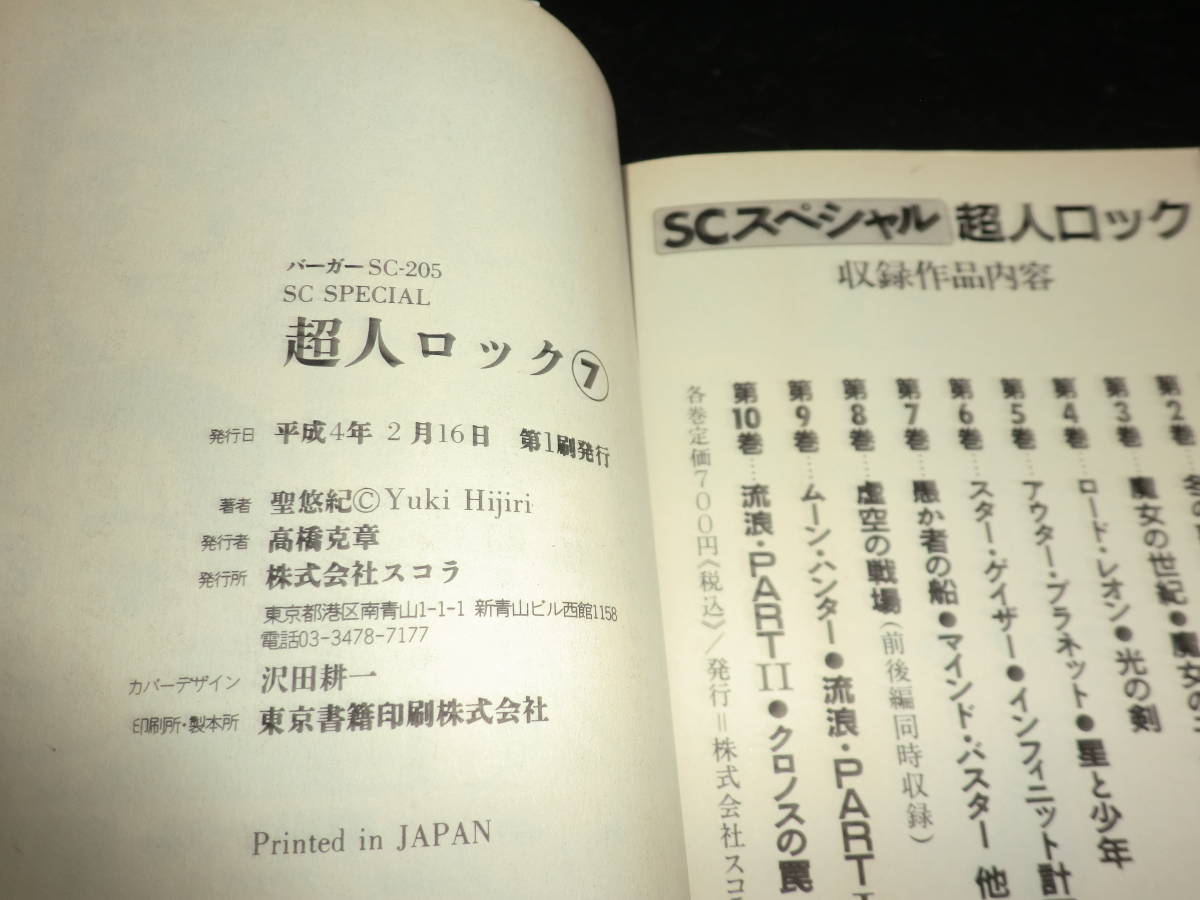 バーガー SC-205
SC SPECIAL
超人ロック⑦
発行日 平成4年 2月16日 第1刷発行
著者 聖悠紀©Yuki Hijiri
発行者 高橋克章
発行所 株式会社スコラ
東京都港区南青山1-1-1 新青山ビル西館1158
電話03-3478-7177
カバーデザイン 沢田耕一
印刷所・製本所 東京書籍印刷株式会社
Printed in JAPAN
SCスペシャル 超人ロック
収録作品内容
第2巻…冬の
第3巻…魔女の世紀●魔女の
第4巻…ロード・レオン●光の剣
第5巻…アウター・プラネット●星と少年
第6巻…スター・ゲイザー●インフィニット計
第7巻…愚か者の船●マインド・バスター 他
第8巻…虚空の戦場(前後編同時収録)
第9巻…ムーン・ハンター●流浪・PART
第10巻…流浪・PART II●クロノスの罠
各巻定価700円〈税込〉/発行=株式会社スコ